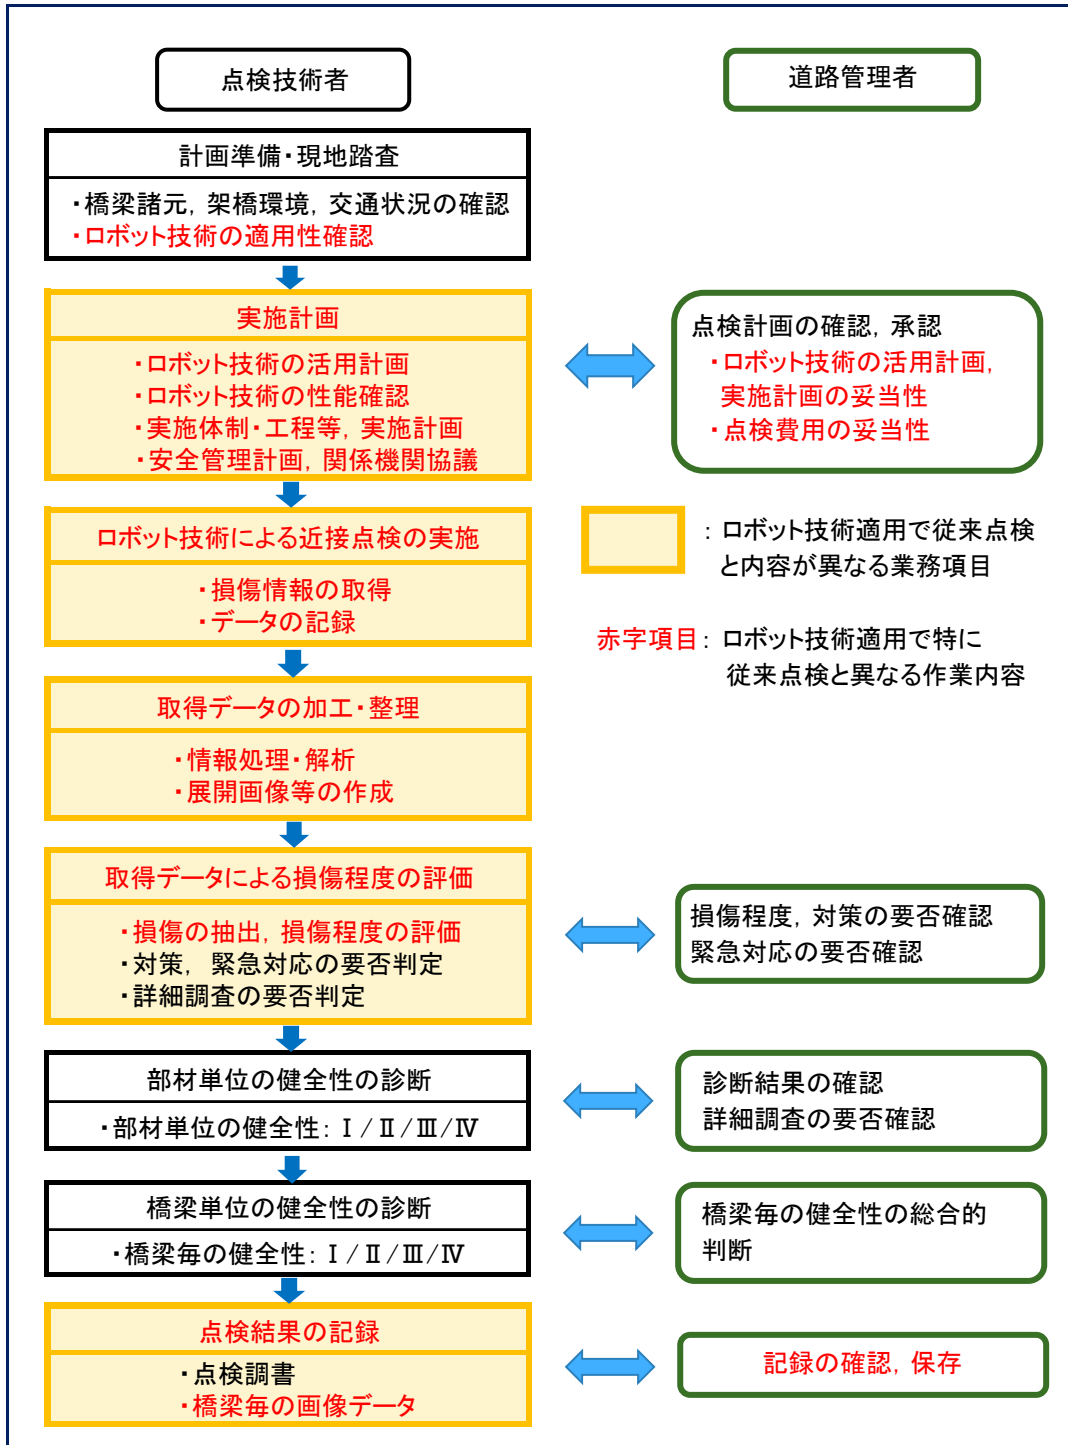 点検技術者
道路管理者
計画準備・現地踏査
・橋梁諸元, 架橋環境, 交通状況の確認
・ロボット技術の適用性確認
実施計画
・ロボット技術の活用計画
・ロボット技術の性能確認
・実施体制・工程等, 実施計画
・安全管理計画, 関係機関協議
点検計画の確認, 承認
・ロボット技術の活用計画,
実施計画の妥当性
・点検費用の妥当性
ロボット技術による近接点検の実施
・損傷情報の取得
・データの記録
: ロボット技術適用で従来点検
と内容が異なる業務項目
赤字項目: ロボット技術適用で特に
従来点検と異なる作業内容
取得データの加工・整理
・情報処理・解析
・展開画像等の作成
取得データによる損傷程度の評価
・損傷の抽出, 損傷程度の評価
・対策, 緊急対応の要否判定
・詳細調査の要否判定
損傷程度, 対策の要否確認
緊急対応の要否確認
部材単位の健全性の診断
・部材単位の健全性: Ⅰ/Ⅱ/Ⅲ/Ⅳ
診断結果の確認
詳細調査の要否確認
橋梁単位の健全性の診断
・橋梁毎の健全性: Ⅰ/Ⅱ/Ⅲ/Ⅳ
橋梁毎の健全性の総合的
判断
点検結果の記録
・点検調書
・橋梁毎の画像データ
記録の確認, 保存